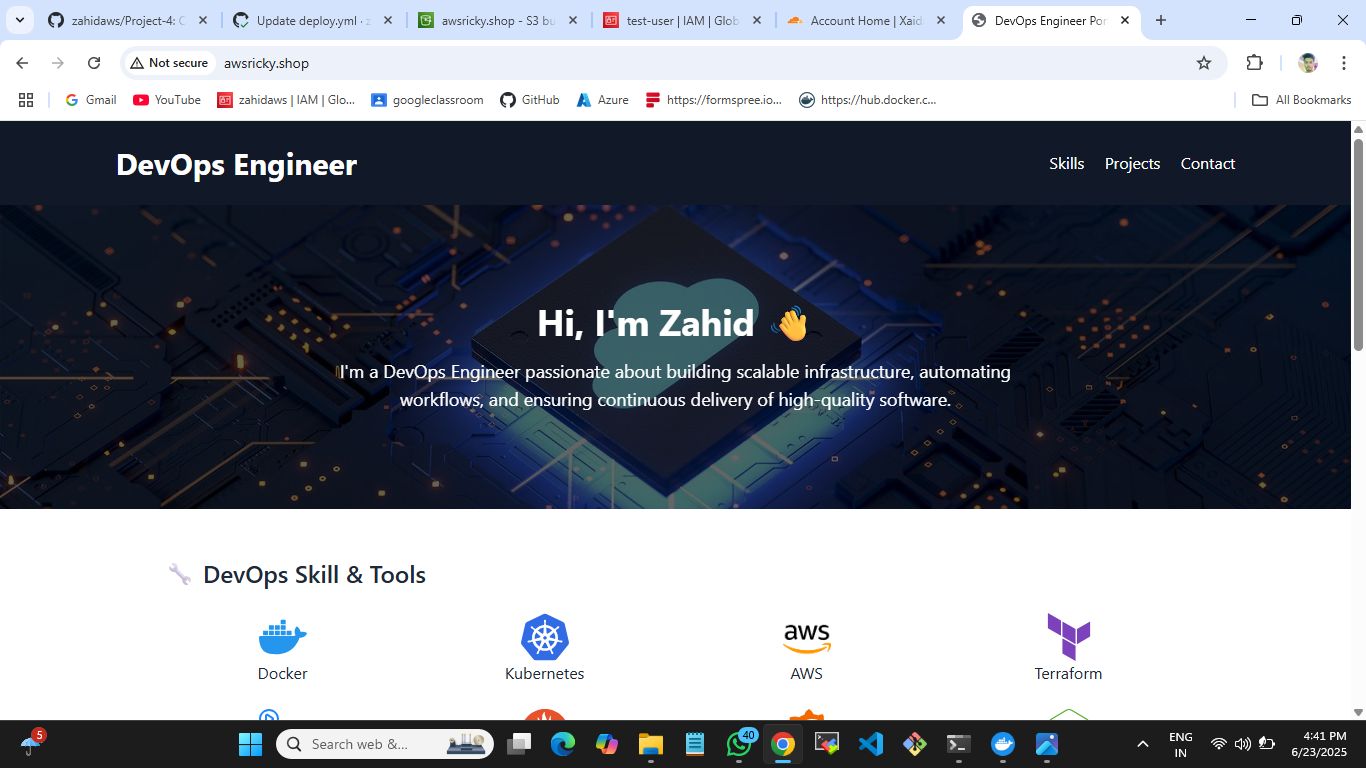 zahidaws/Project-4: C
Update deploy.yml · z
awsricky.shop - S3 bu
test-user | IAM | Glob
Account Home | Xaid
DevOps Engineer Por
Not secure
awsricky.shop
Gmail
YouTube
zahidaws | IAM | Glo...
googleclassroom
GitHub
Azure
https://formspree.io...
https://hub.docker.c...
All Bookmarks
DevOps Engineer
Skills
Projects
Contact
Hi, I'm Zahid 👋
I'm a DevOps Engineer passionate about building scalable infrastructure, automating
workflows, and ensuring continuous delivery of high-quality software.
🔧 DevOps Skill & Tools
aws
Docker
Kubernetes
AWS
Terraform
5
Search web &...
40
ENG
IN
4:41 PM
6/23/2025